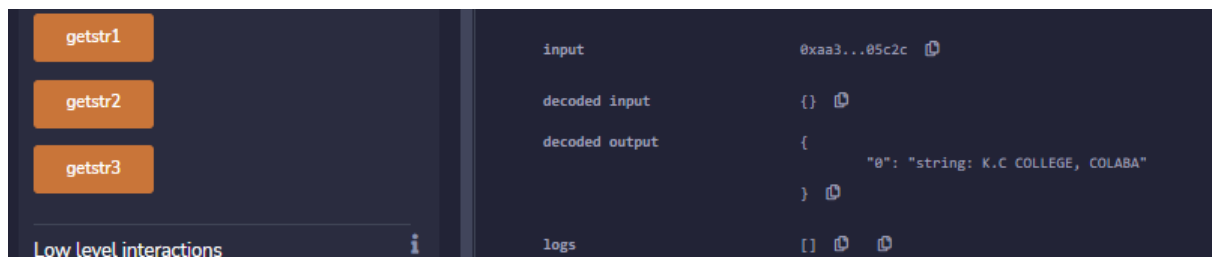 getstr1
getstr2
getstr3
Low level interactions
i
input 0xaa3...05c2c
decoded input {}
decoded output {
"0": "string: K.C COLLEGE, COLABA"
}
logs []